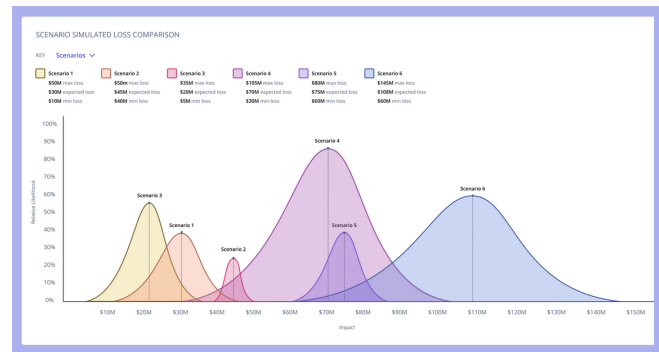 SCENARIO SIMULATED LOSS COMPARISON
KEY Scenarios
Scenario 1
$50M max loss
$30M expected loss
$10M min loss
Scenario 2
$50m max loss
$45M expected loss
$40M min loss
Scenario 3
$35M max loss
$20M expected loss
$5M min loss
Scenario 4
$105M max loss
$70M expected loss
$30M min loss
Scenario 5
$80M max loss
$75M expected loss
$60M min loss
Scenario 6
$145M max loss
$108M expected loss
$60M min loss
100%
90%
80%
70%
60%
50%
40%
30%
20%
10%
0%
Relative Likelihood
Scenario 3
Scenario 1
Scenario 2
Scenario 4
Scenario 5
Scenario 6
$10M $20M $30M $40M $50M $60M $70M $80M $90M $100M $110M $120M $130M $140M $150M
Impact